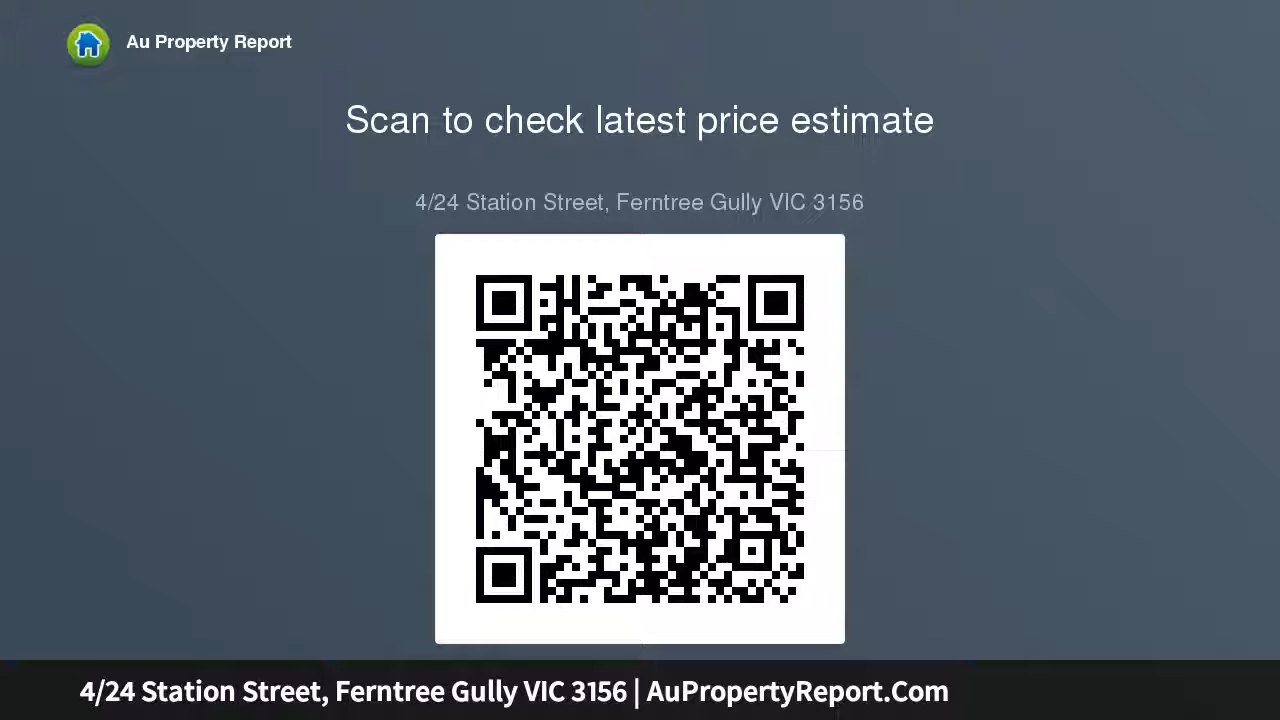 Au Property Report
Scan to check latest price estimate
4/24 Station Street, Ferntree Gully VIC 3156
4/24 Station Street, Ferntree Gully VIC 3156 | AuPropertyReport.Com